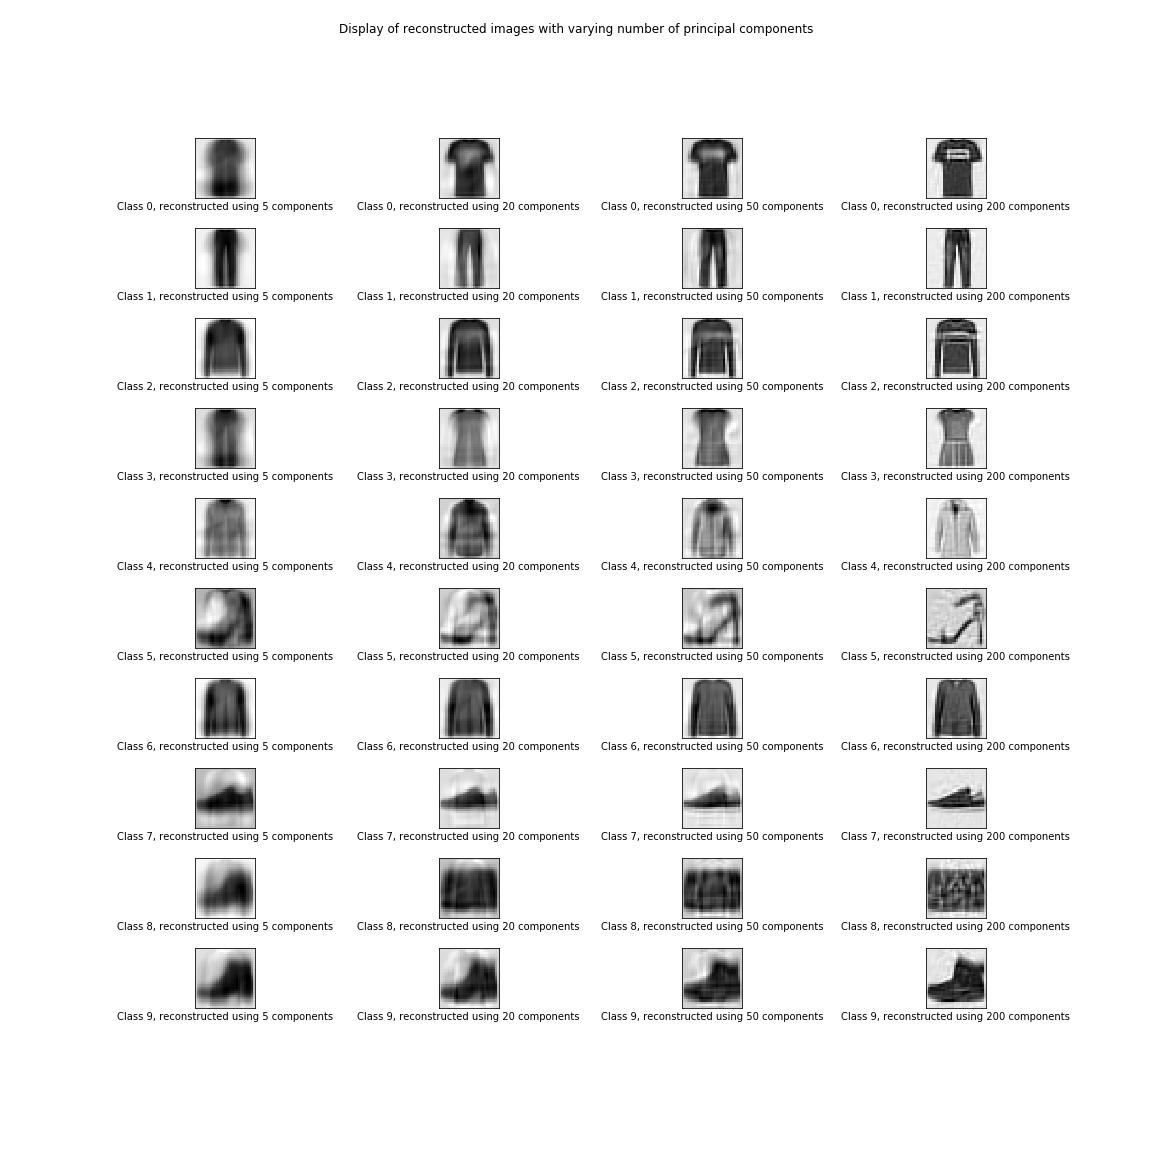 Display of reconstructed images with varying number of principal components
Class 0, reconstructed using 5 components
Class 0, reconstructed using 20 components
Class 0, reconstructed using 50 components
Class 0, reconstructed using 200 components
Class 1, reconstructed using 5 components
Class 1, reconstructed using 20 components
Class 1, reconstructed using 50 components
Class 1, reconstructed using 200 components
Class 2, reconstructed using 5 components
Class 2, reconstructed using 20 components
Class 2, reconstructed using 50 components
Class 2, reconstructed using 200 components
Class 3, reconstructed using 5 components
Class 3, reconstructed using 20 components
Class 3, reconstructed using 50 components
Class 3, reconstructed using 200 components
Class 4, reconstructed using 5 components
Class 4, reconstructed using 20 components
Class 4, reconstructed using 50 components
Class 4, reconstructed using 200 components
Class 5, reconstructed using 5 components
Class 5, reconstructed using 20 components
Class 5, reconstructed using 50 components
Class 5, reconstructed using 200 components
Class 6, reconstructed using 5 components
Class 6, reconstructed using 20 components
Class 6, reconstructed using 50 components
Class 6, reconstructed using 200 components
Class 7, reconstructed using 5 components
Class 7, reconstructed using 20 components
Class 7, reconstructed using 50 components
Class 7, reconstructed using 200 components
Class 8, reconstructed using 5 components
Class 8, reconstructed using 20 components
Class 8, reconstructed using 50 components
Class 8, reconstructed using 200 components
Class 9, reconstructed using 5 components
Class 9, reconstructed using 20 components
Class 9, reconstructed using 50 components
Class 9, reconstructed using 200 components